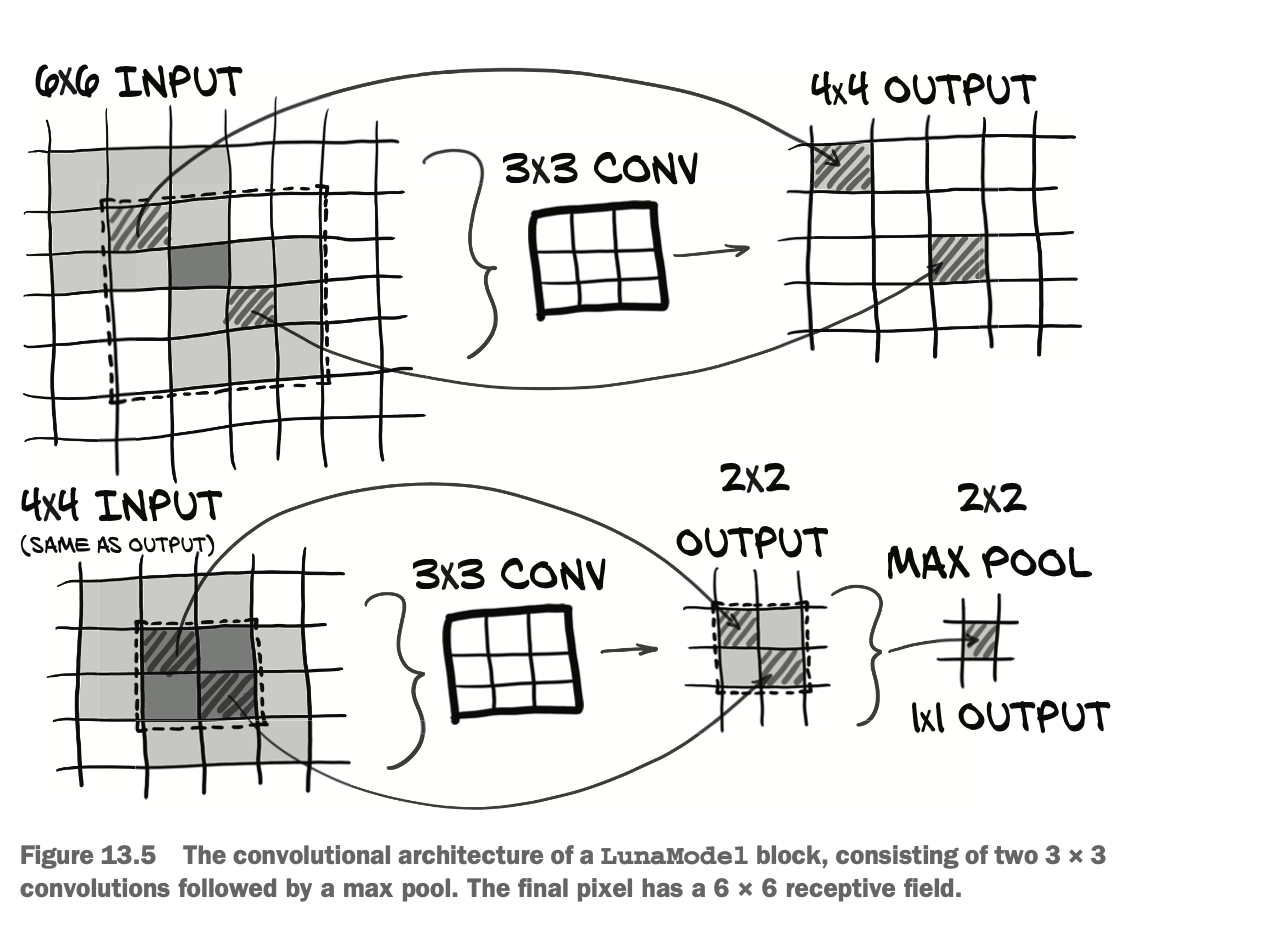 6x6 INPUT
4x4 OUTPUT
3x3 CONV
4x4 INPUT
(SAME AS OUTPUT)
3x3 CONV
2x2
OUTPUT
2x2
MAX POOL
1x1 OUTPUT
Figure 13.5 The convolutional architecture of a LunaModel block, consisting of two 3 × 3
convolutions followed by a max pool. The final pixel has a 6 × 6 receptive field.